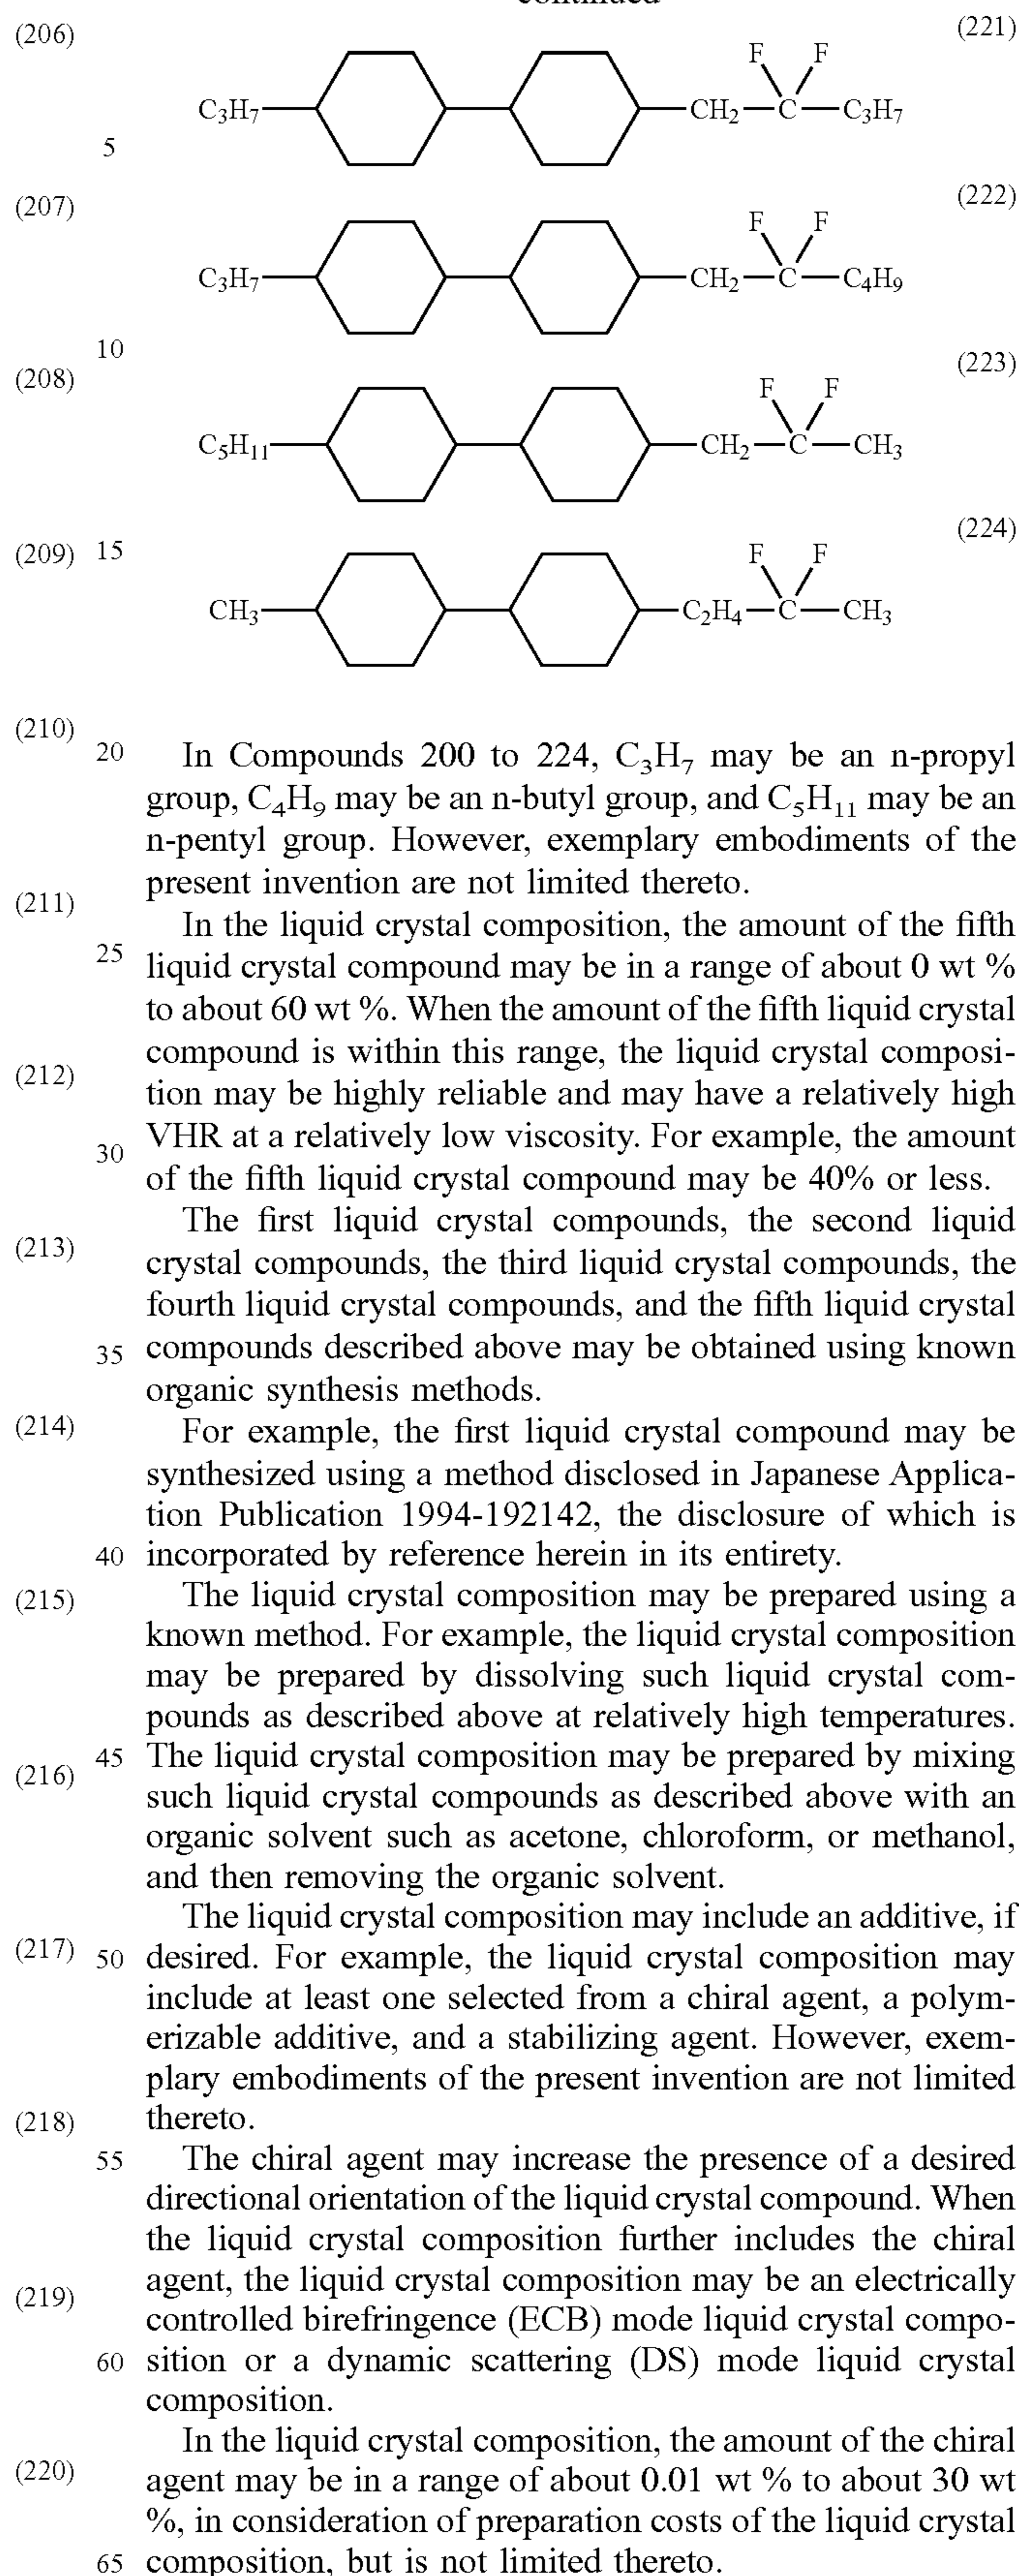 continued
(206)
(221)
F F
C3H7 CH2 C C3H7
5
(207)
(222)
F F
C3H7 CH2 C C4H9
10
(208)
(223)
F F
C5H11 CH2 C CH3
(209) 15
(224)
F F
CH3 C2H4 C CH3
(210)
20 In Compounds 200 to 224, C3H7 may be an n-propyl
group, C4H9 may be an n-butyl group, and C5H11 may be an
n-pentyl group. However, exemplary embodiments of the
present invention are not limited thereto.
(211)
In the liquid crystal composition, the amount of the fifth
25 liquid crystal compound may be in a range of about 0 wt %
to about 60 wt %. When the amount of the fifth liquid crystal
compound is within this range, the liquid crystal composi-
(212)
tion may be highly reliable and may have a relatively high
30 VHR at a relatively low viscosity. For example, the amount
of the fifth liquid crystal compound may be 40% or less.
The first liquid crystal compounds, the second liquid
(213)
crystal compounds, the third liquid crystal compounds, the
fourth liquid crystal compounds, and the fifth liquid crystal
35 compounds described above may be obtained using known
organic synthesis methods.
(214)
For example, the first liquid crystal compound may be
synthesized using a method disclosed in Japanese Applica-
tion Publication 1994-192142, the disclosure of which is
40 incorporated by reference herein in its entirety.
(215)
The liquid crystal composition may be prepared using a
known method. For example, the liquid crystal composition
may be prepared by dissolving such liquid crystal com-
pounds as described above at relatively high temperatures.
45 The liquid crystal composition may be prepared by mixing
(216)
such liquid crystal compounds as described above with an
organic solvent such as acetone, chloroform, or methanol,
and then removing the organic solvent.
The liquid crystal composition may include an additive, if
(217) 50 desired. For example, the liquid crystal composition may
include at least one selected from a chiral agent, a polym-
erizable additive, and a stabilizing agent. However, exem-
plary embodiments of the present invention are not limited
(218)
thereto.
55 The chiral agent may increase the presence of a desired
directional orientation of the liquid crystal compound. When
the liquid crystal composition further includes the chiral
agent, the liquid crystal composition may be an electrically
(219)
controlled birefringence (ECB) mode liquid crystal compo-
60 sition or a dynamic scattering (DS) mode liquid crystal
composition.
In the liquid crystal composition, the amount of the chiral
(220)
agent may be in a range of about 0.01 wt % to about 30 wt
%, in consideration of preparation costs of the liquid crystal
65 composition, but is not limited thereto.